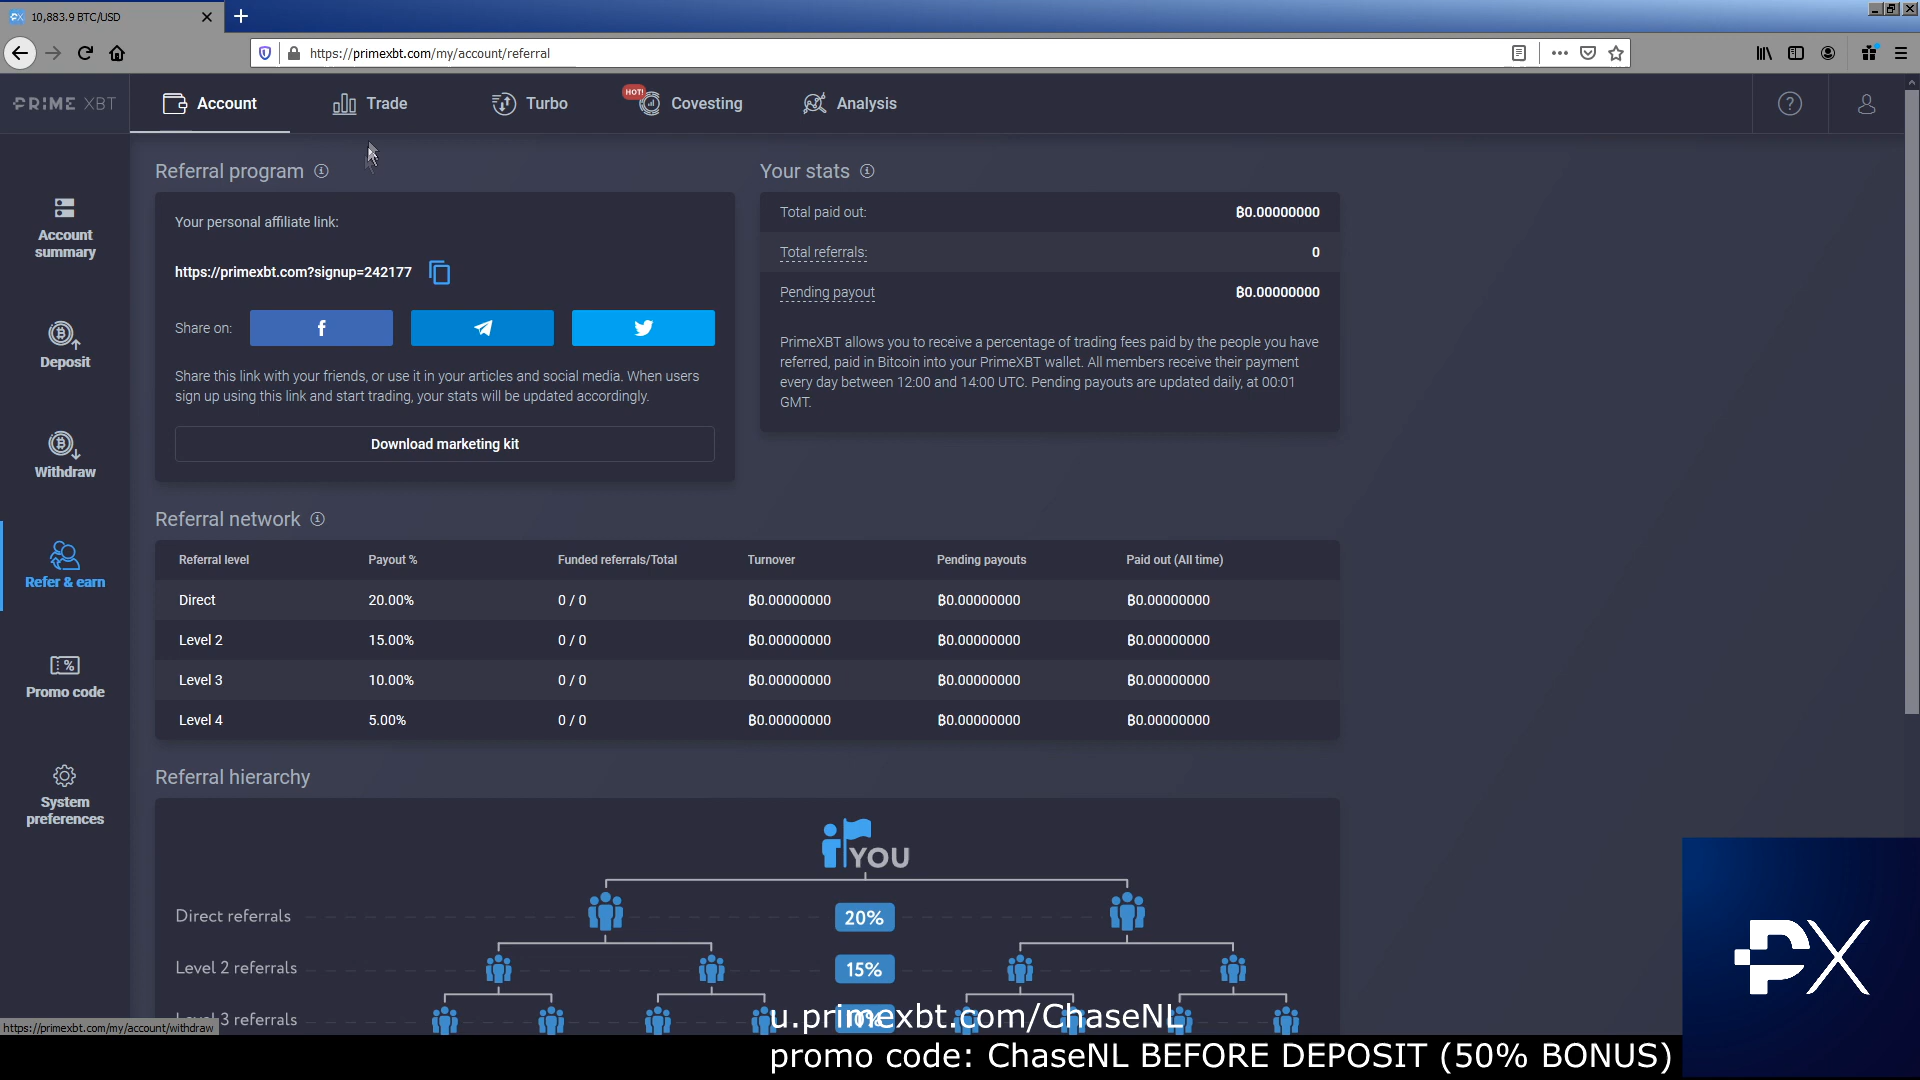 10,883.9 BTC/USD
https://primexbt.com/my/account/referral
PRIME XBT
Account
Trade
Turbo
HOT!
Covesting
Analysis
Account
summary
Deposit
Withdraw
Refer & earn
Promo code
System
preferences
Referral program
Your personal affiliate link:
https://primexbt.com?signup=242177
Share on:
Share this link with your friends, or use it in your articles and social media. When users
sign up using this link and start trading, your stats will be updated accordingly.
Download marketing kit
Your stats
Total paid out: ฿0.00000000
Total referrals: 0
Pending payout ฿0.00000000
PrimeXBT allows you to receive a percentage of trading fees paid by the people you have
referred, paid in Bitcoin into your PrimeXBT wallet. All members receive their payment
every day between 12:00 and 14:00 UTC. Pending payouts are updated daily, at 00:01
GMT.
Referral network
Referral level Payout % Funded referrals/Total Turnover Pending payouts Paid out (All time)
Direct 20.00% 0 / 0 ฿0.00000000 ฿0.00000000 ฿0.00000000
Level 2 15.00% 0 / 0 ฿0.00000000 ฿0.00000000 ฿0.00000000
Level 3 10.00% 0 / 0 ฿0.00000000 ฿0.00000000 ฿0.00000000
Level 4 5.00% 0 / 0 ฿0.00000000 ฿0.00000000 ฿0.00000000
Referral hierarchy
YOU
Direct referrals 20%
Level 2 referrals 15%
Level 3 referrals 10%
https://primexbt.com/my/account/withdraw
u.primexbt.com/ChaseNL
promo code: ChaseNL BEFORE DEPOSIT (50% BONUS)
PX